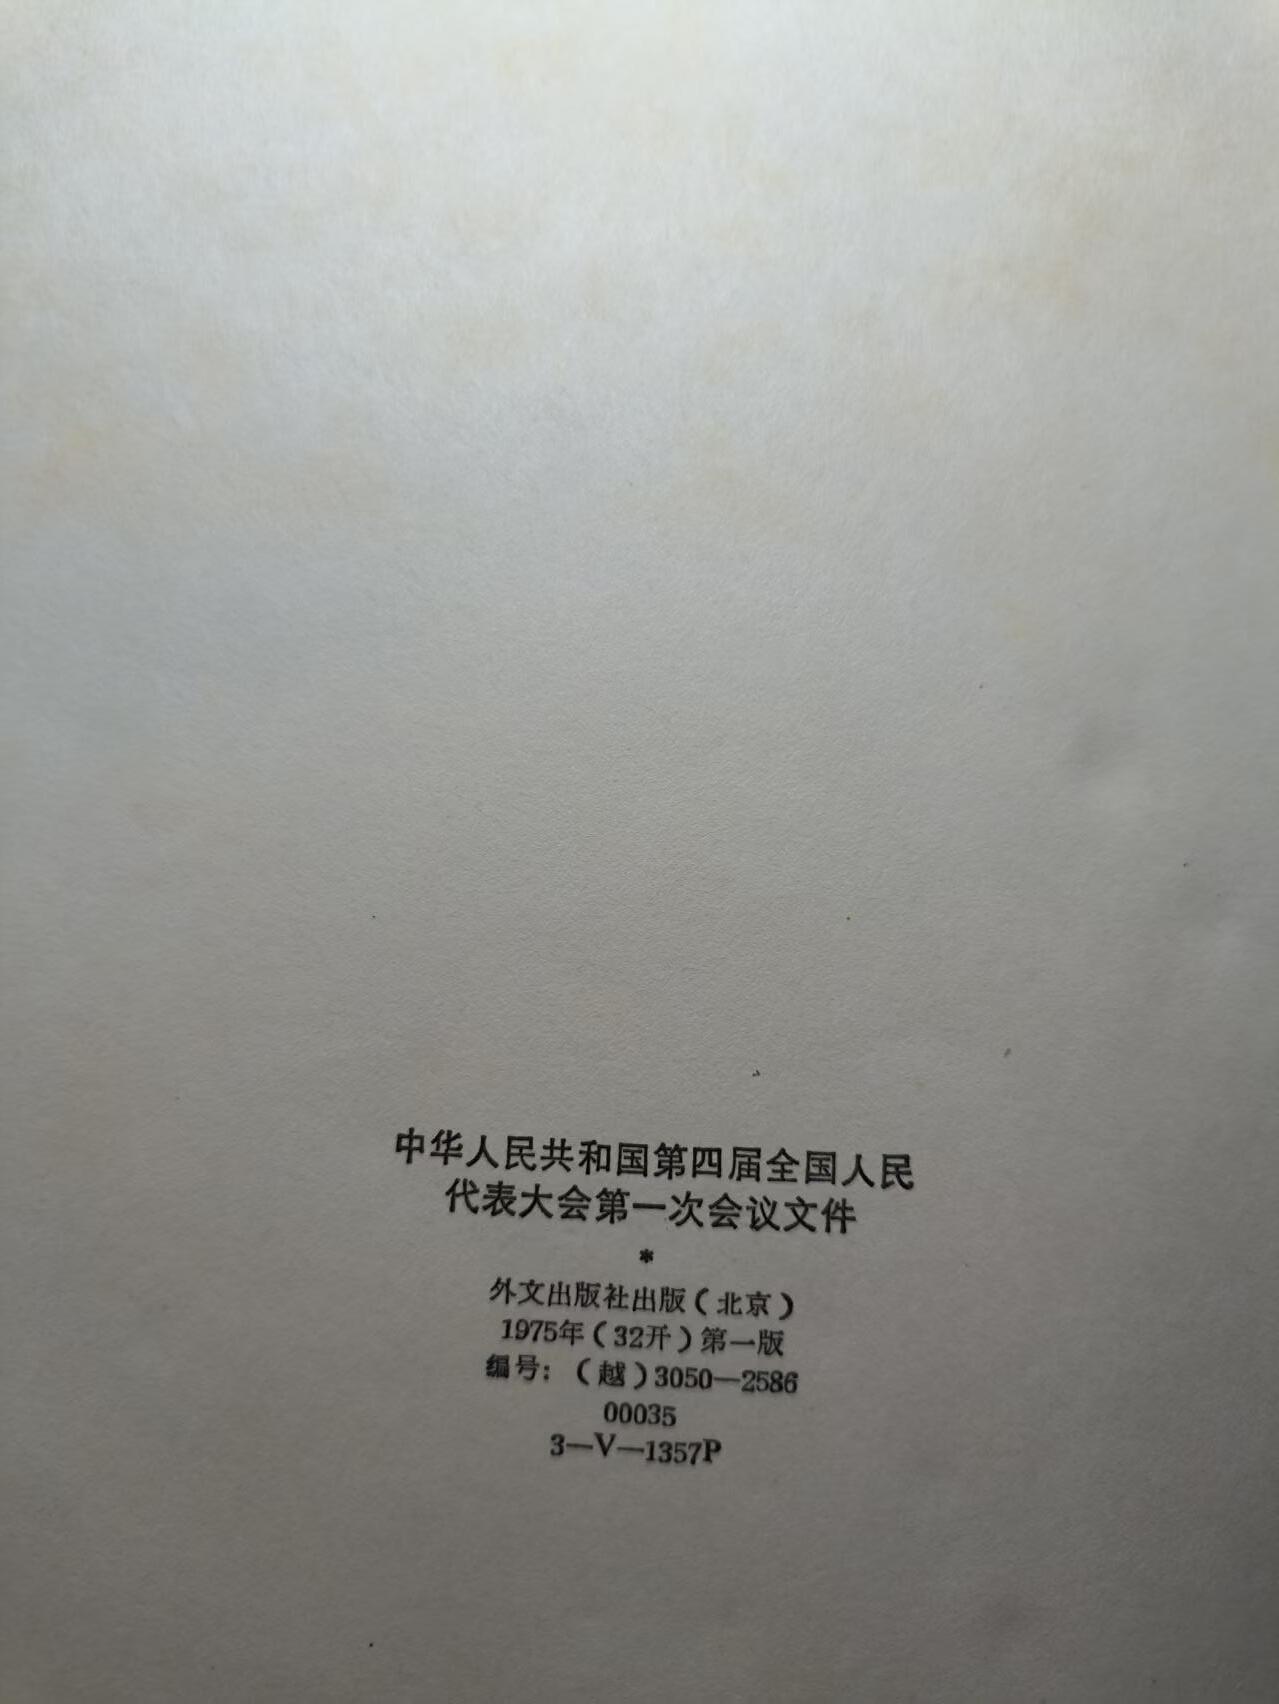 中华人民共和国第四届全国人民
代表大会第一次会议文件
*
外文出版社出版(北京)
1975年(32开)第一版
编号:(越)3050—2586
00035
3—V—1357P